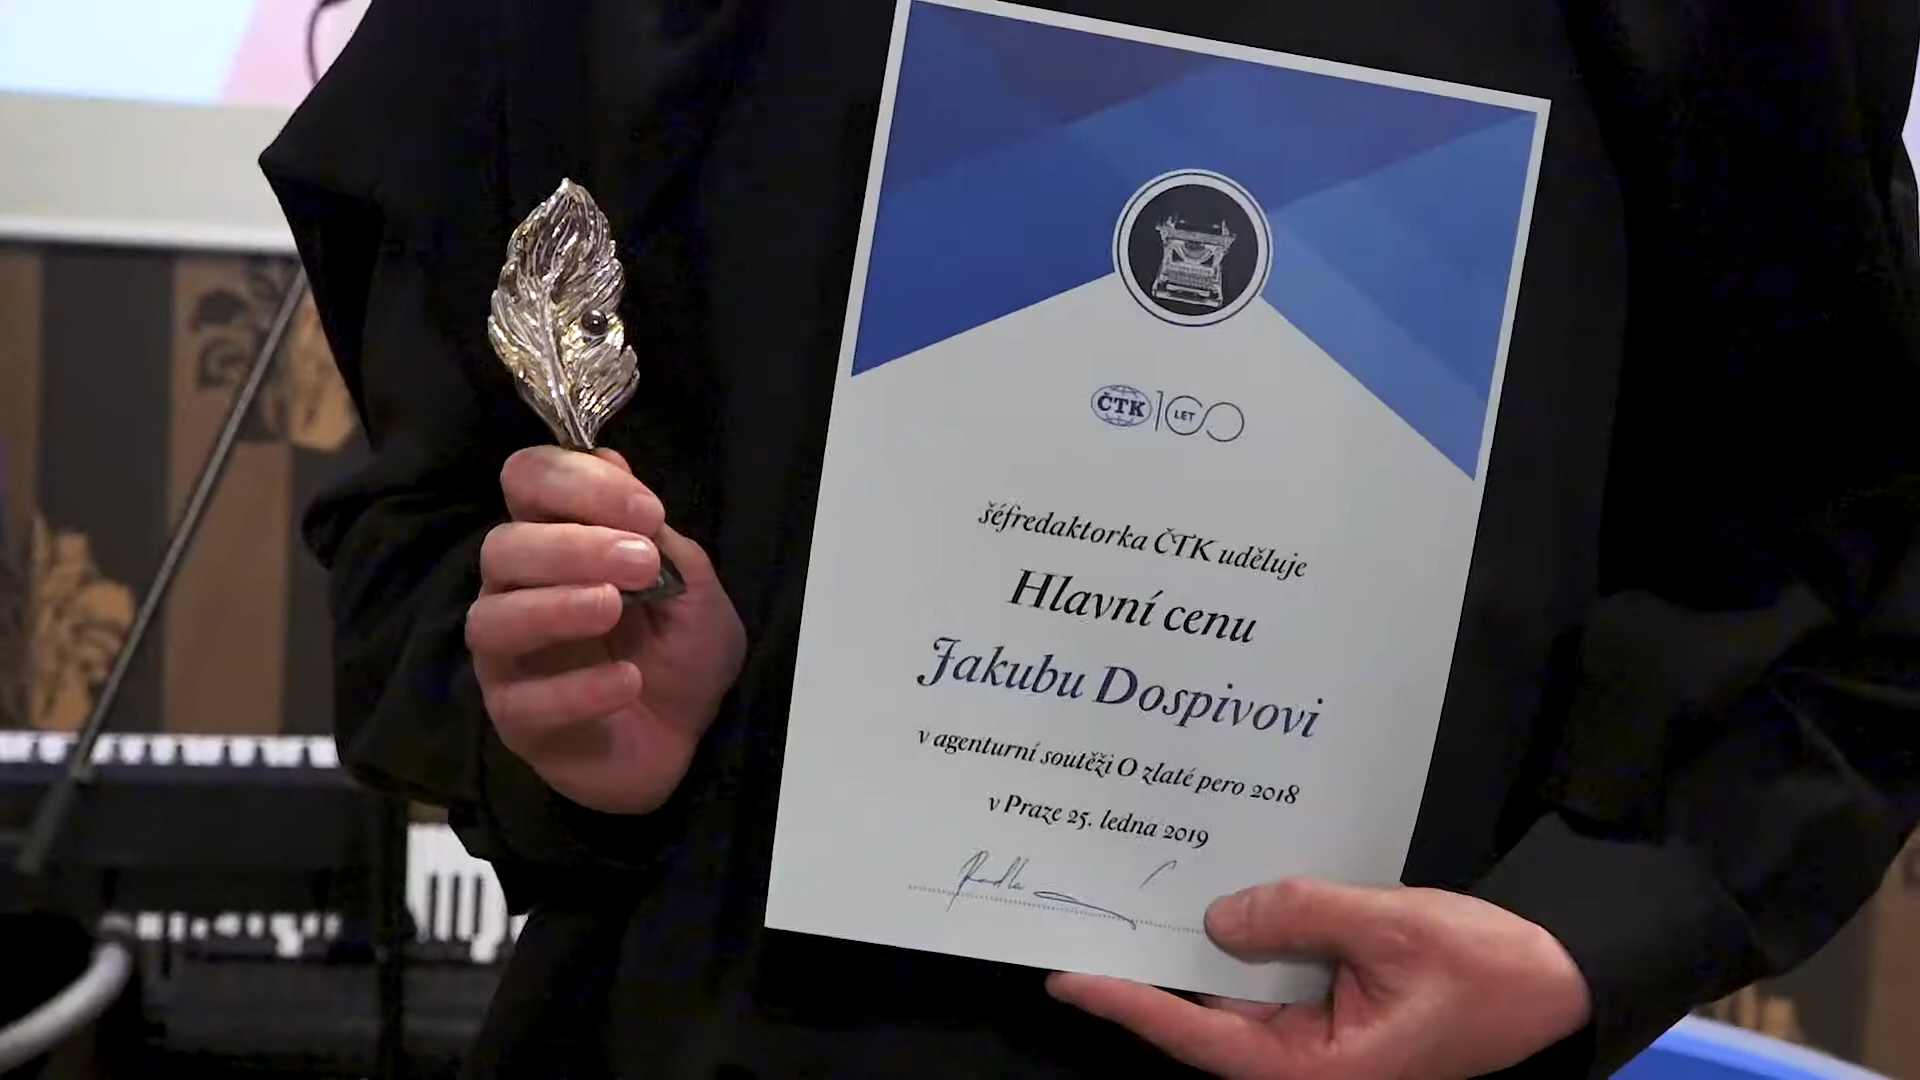 ČTK 100 LET
šéfredaktorka ČTK uděluje
Hlavní cenu
Jakubu Dospivovi
v agenturní soutěži O zlaté pero 2018
v Praze 25. ledna 2019